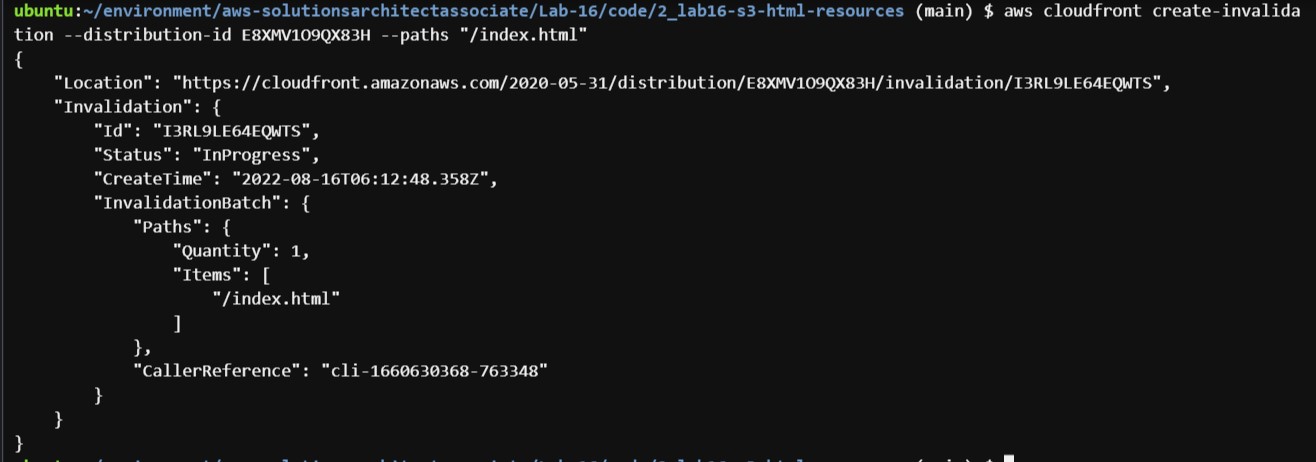 ubuntu:~/environment/aws-solutionsarchitectassociate/Lab-16/code/2_lab16-s3-html-resources (main) $ aws cloudfront create-invalida
tion --distribution-id E8XMV1O9QX83H --paths "/index.html"
{
    "Location": "https://cloudfront.amazonaws.com/2020-05-31/distribution/E8XMV1O9QX83H/invalidation/I3RL9LE64EQWTS",
    "Invalidation": {
        "Id": "I3RL9LE64EQWTS",
        "Status": "InProgress",
        "CreateTime": "2022-08-16T06:12:48.358Z",
        "InvalidationBatch": {
            "Paths": {
                "Quantity": 1,
                "Items": [
                    "/index.html"
                ]
            },
            "CallerReference": "cli-1660630368-763348"
        }
    }
}